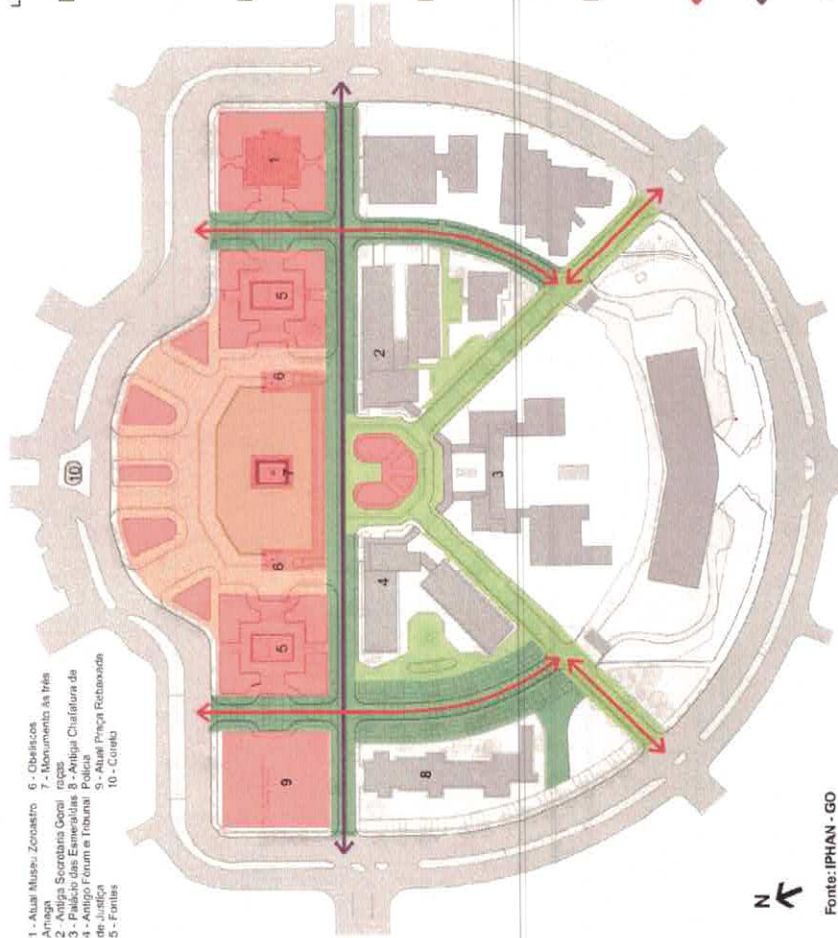 1 - Atual Museu Zoroastro
Arriaga
2 - Antiga Secretaria Geral
3 - Palácio das Esmeraldas
4 - Antigo Fórum e Tribunal
de Justiça
5 - Fontes
6 - Obeliscos
7 - Monumento às três
raças
8 - Antiga Chefatura de
Polícia
9 - Atual Praça Rebaixada
10 - Coreto
10
1
5
6
7
6
5
9
2
3
4
8
N
Fonte: IPHAN - GO